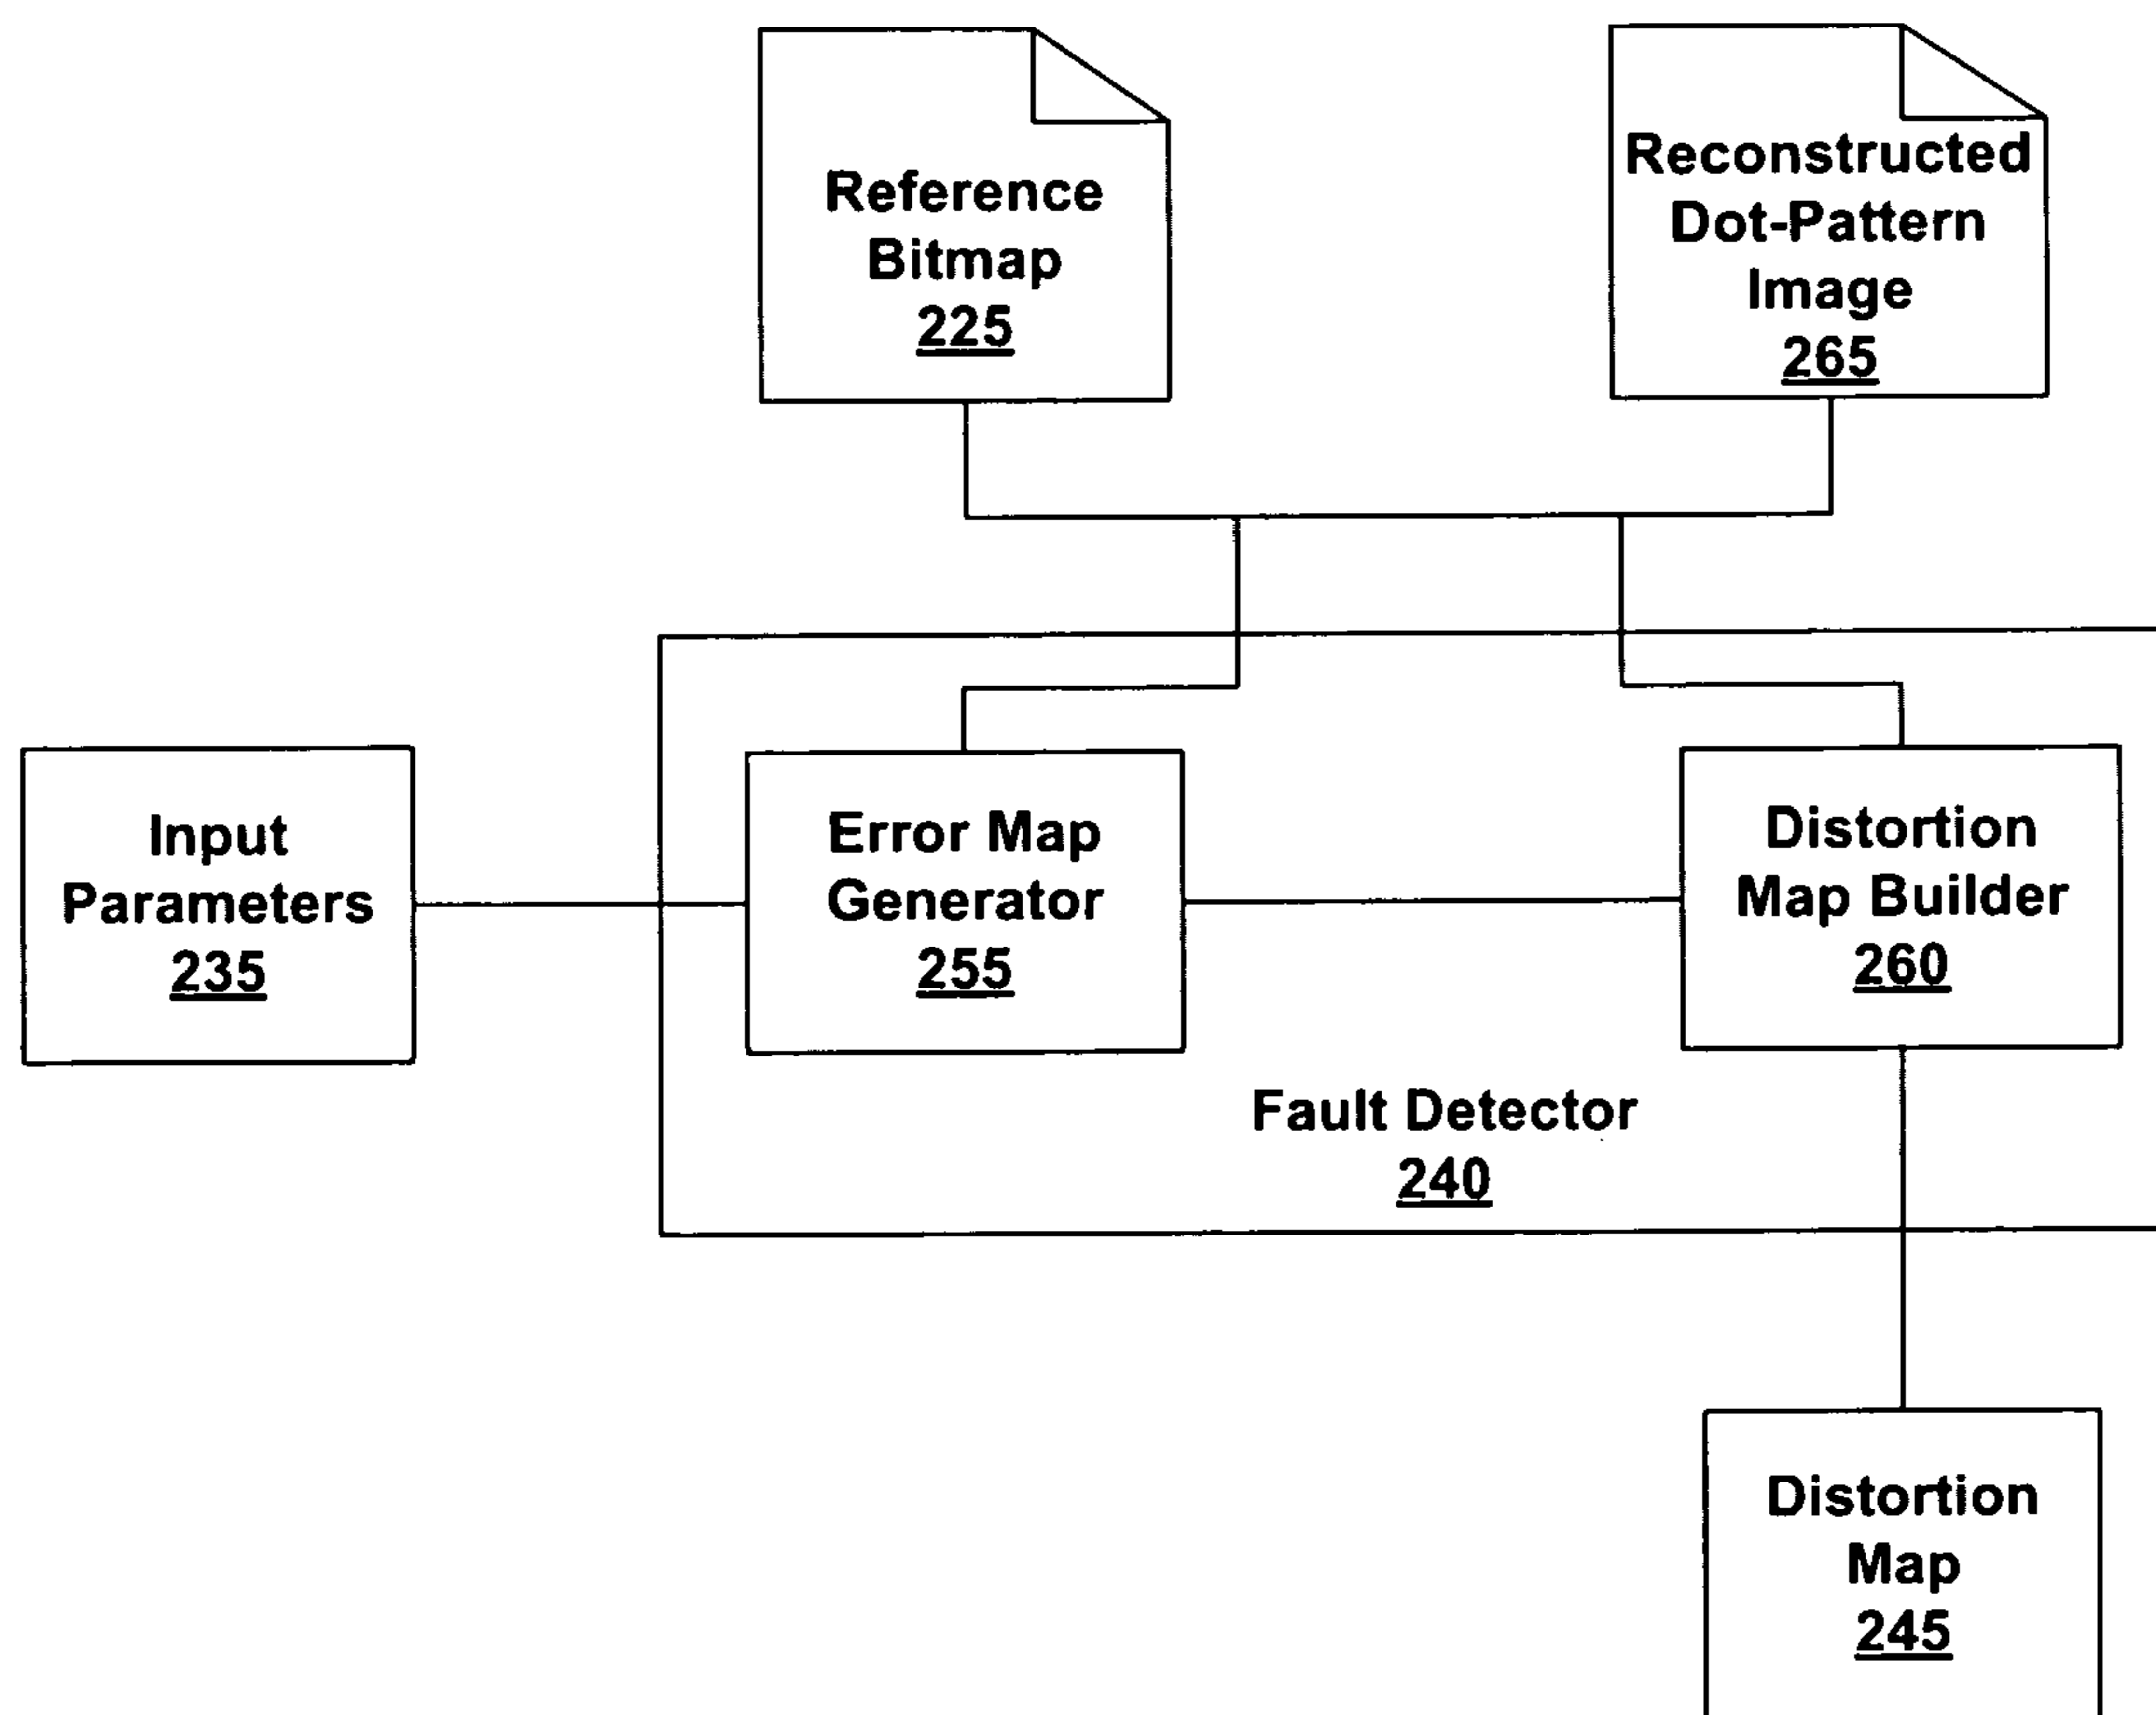 Reference
Bitmap
225
Reconstructed
Dot-Pattern
Image
265
Input
Parameters
235
Error Map
Generator
255
Distortion
Map Builder
260
Fault Detector
240
Distortion
Map
245